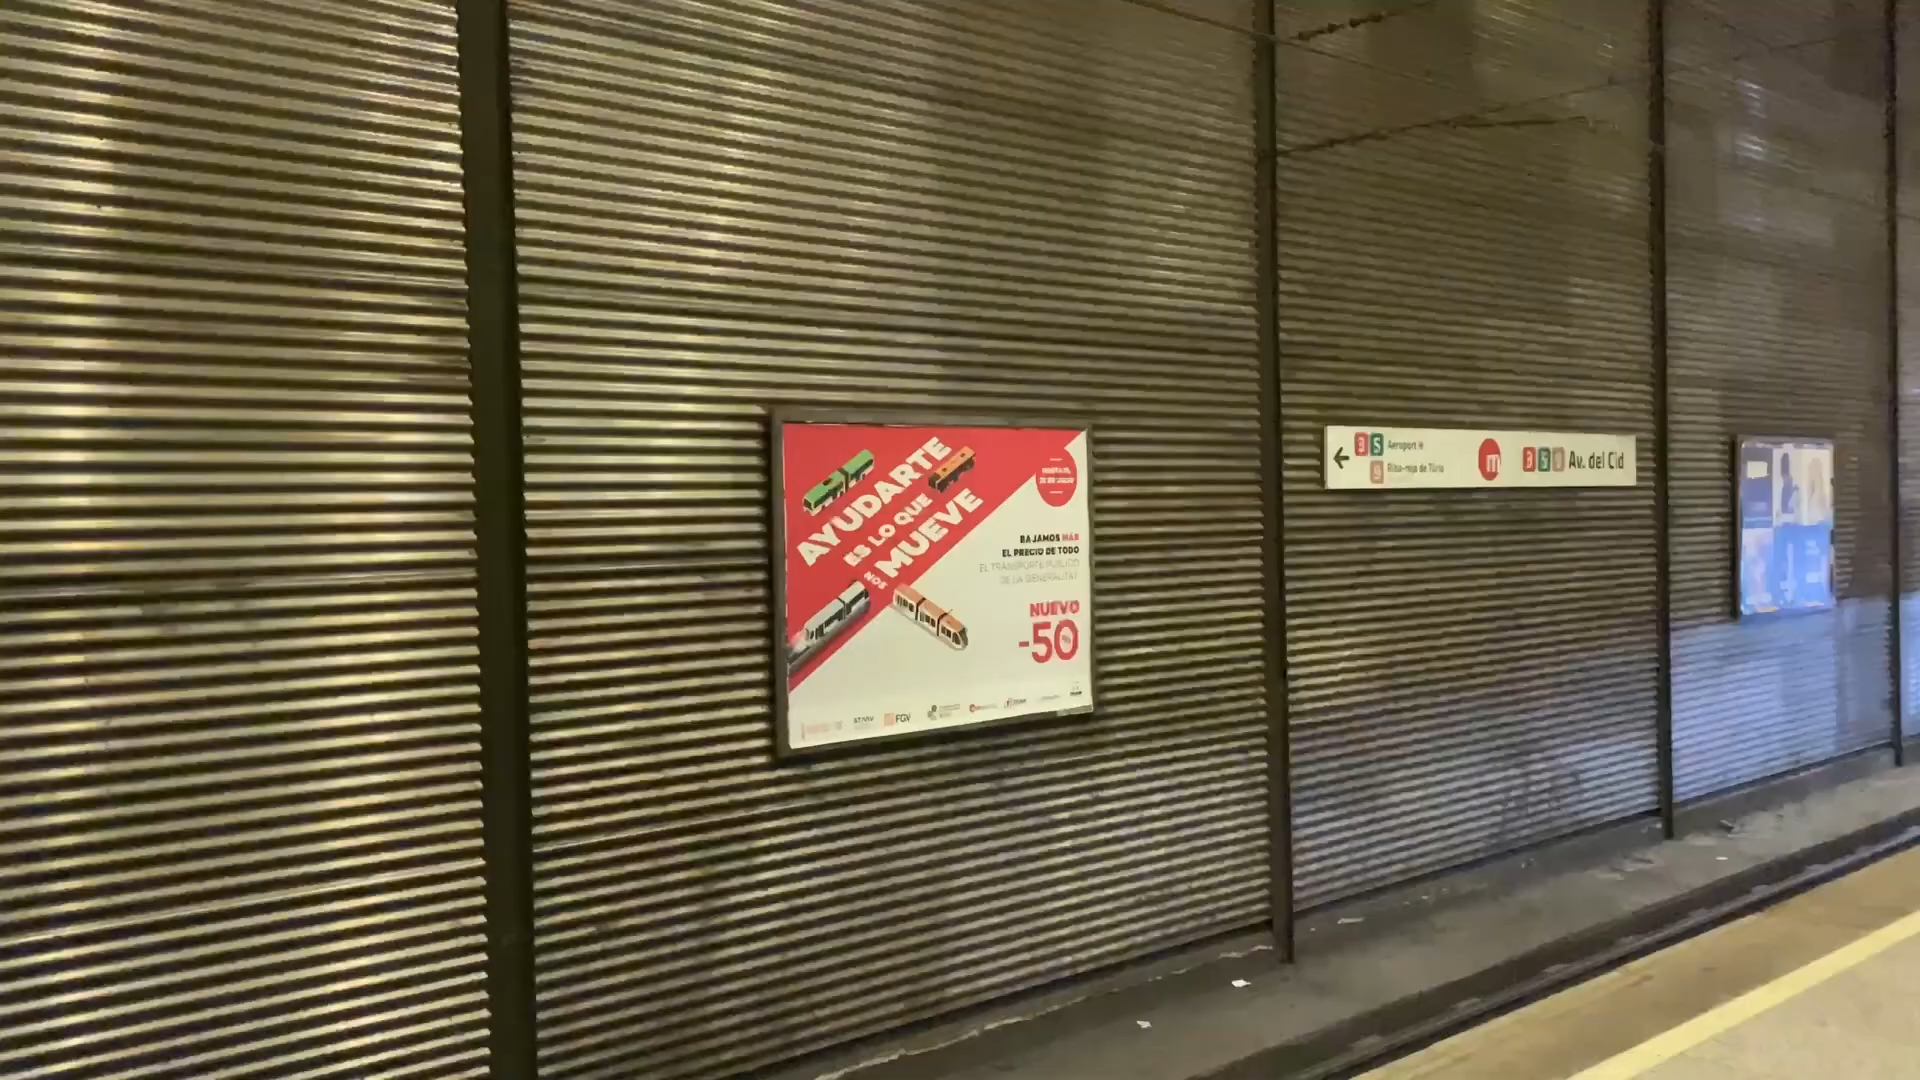 AYUDARTE
ES LO QUE
NOS MUEVE
BAJAMOS MÁS
EL PRECIO DE TODO
EL TRANSPORTE PÚBLICO
DE LA GENERALITAT
NUEVO
-50%
FGV
← 3 5 Aeroport
9 Riba-roja de Túria
m
3 5 9 Av. del Cid